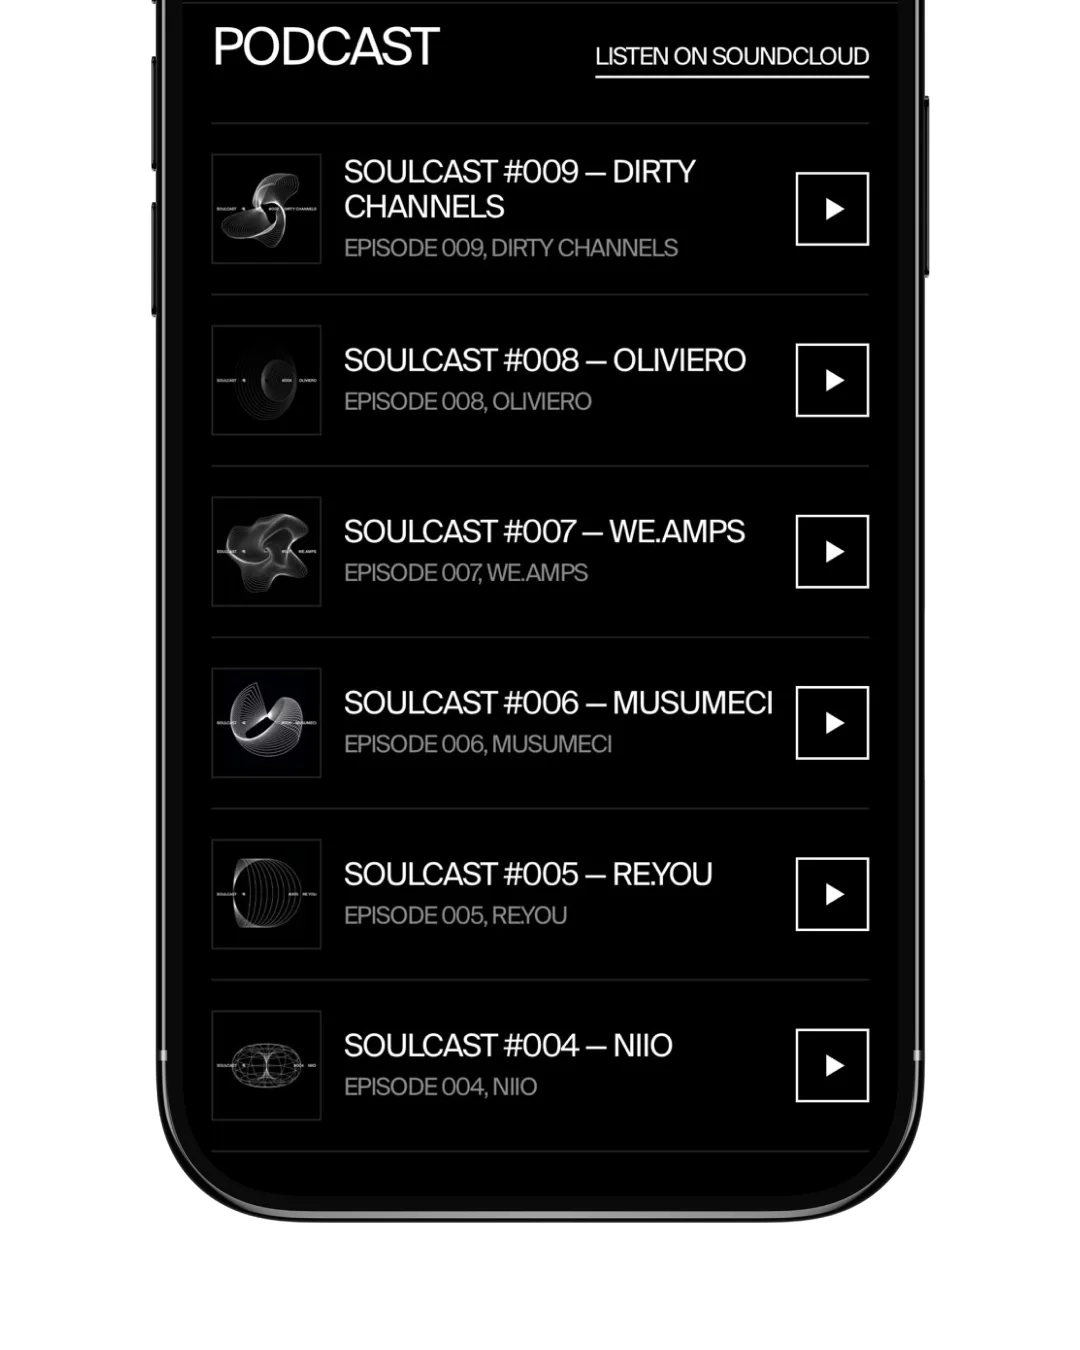 PODCAST
LISTEN ON SOUNDCLOUD
SOULCAST #009 — DIRTY
CHANNELS
EPISODE 009, DIRTY CHANNELS
SOULCAST #008 — OLIVIERO
EPISODE 008, OLIVIERO
SOULCAST #007 — WE.AMPS
EPISODE 007, WE.AMPS
SOULCAST #006 — MUSUMECI
EPISODE 006, MUSUMECI
SOULCAST #005 — RE.YOU
EPISODE 005, RE.YOU
SOULCAST #004 — NIIO
EPISODE 004, NIIO